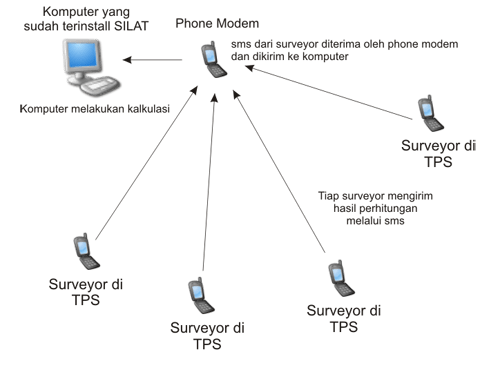 Komputer yang
sudah terinstall SILAT
Phone Modem
sms dari surveyor diterima oleh phone modem
dan dikirim ke komputer
Komputer melakukan kalkulasi
Surveyor di
TPS
Tiap surveyor mengirim
hasil perhitungan
melalui sms
Surveyor di
TPS
Surveyor di
TPS
Surveyor di
TPS